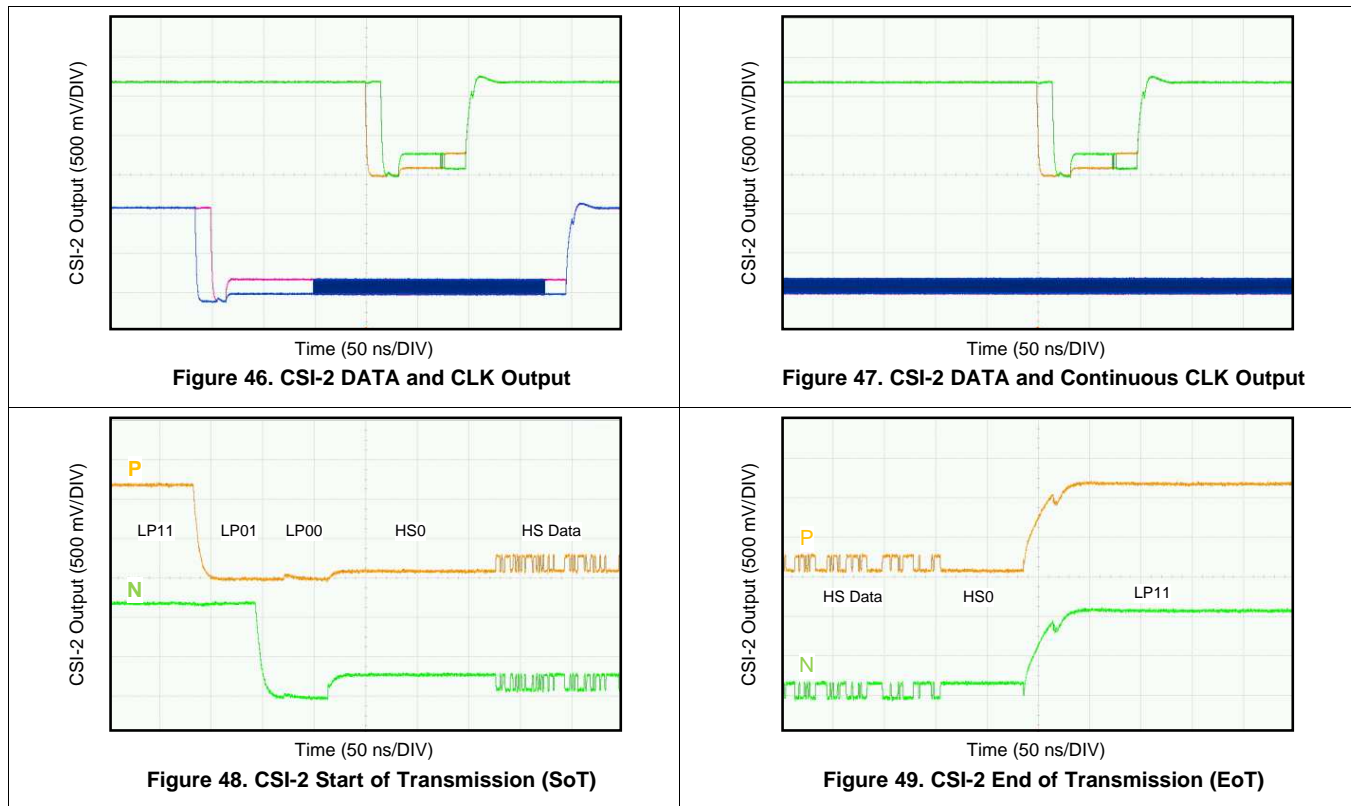 CSI-2 Output (500 mV/DIV)
Time (50 ns/DIV)
Figure 46. CSI-2 DATA and CLK Output
CSI-2 Output (500 mV/DIV)
Time (50 ns/DIV)
Figure 47. CSI-2 DATA and Continuous CLK Output
CSI-2 Output (500 mV/DIV)
P
LP11 LP01 LP00 HS0 HS Data
N
Time (50 ns/DIV)
Figure 48. CSI-2 Start of Transmission (SoT)
CSI-2 Output (500 mV/DIV)
P
HS Data HS0 LP11
N
Time (50 ns/DIV)
Figure 49. CSI-2 End of Transmission (EoT)